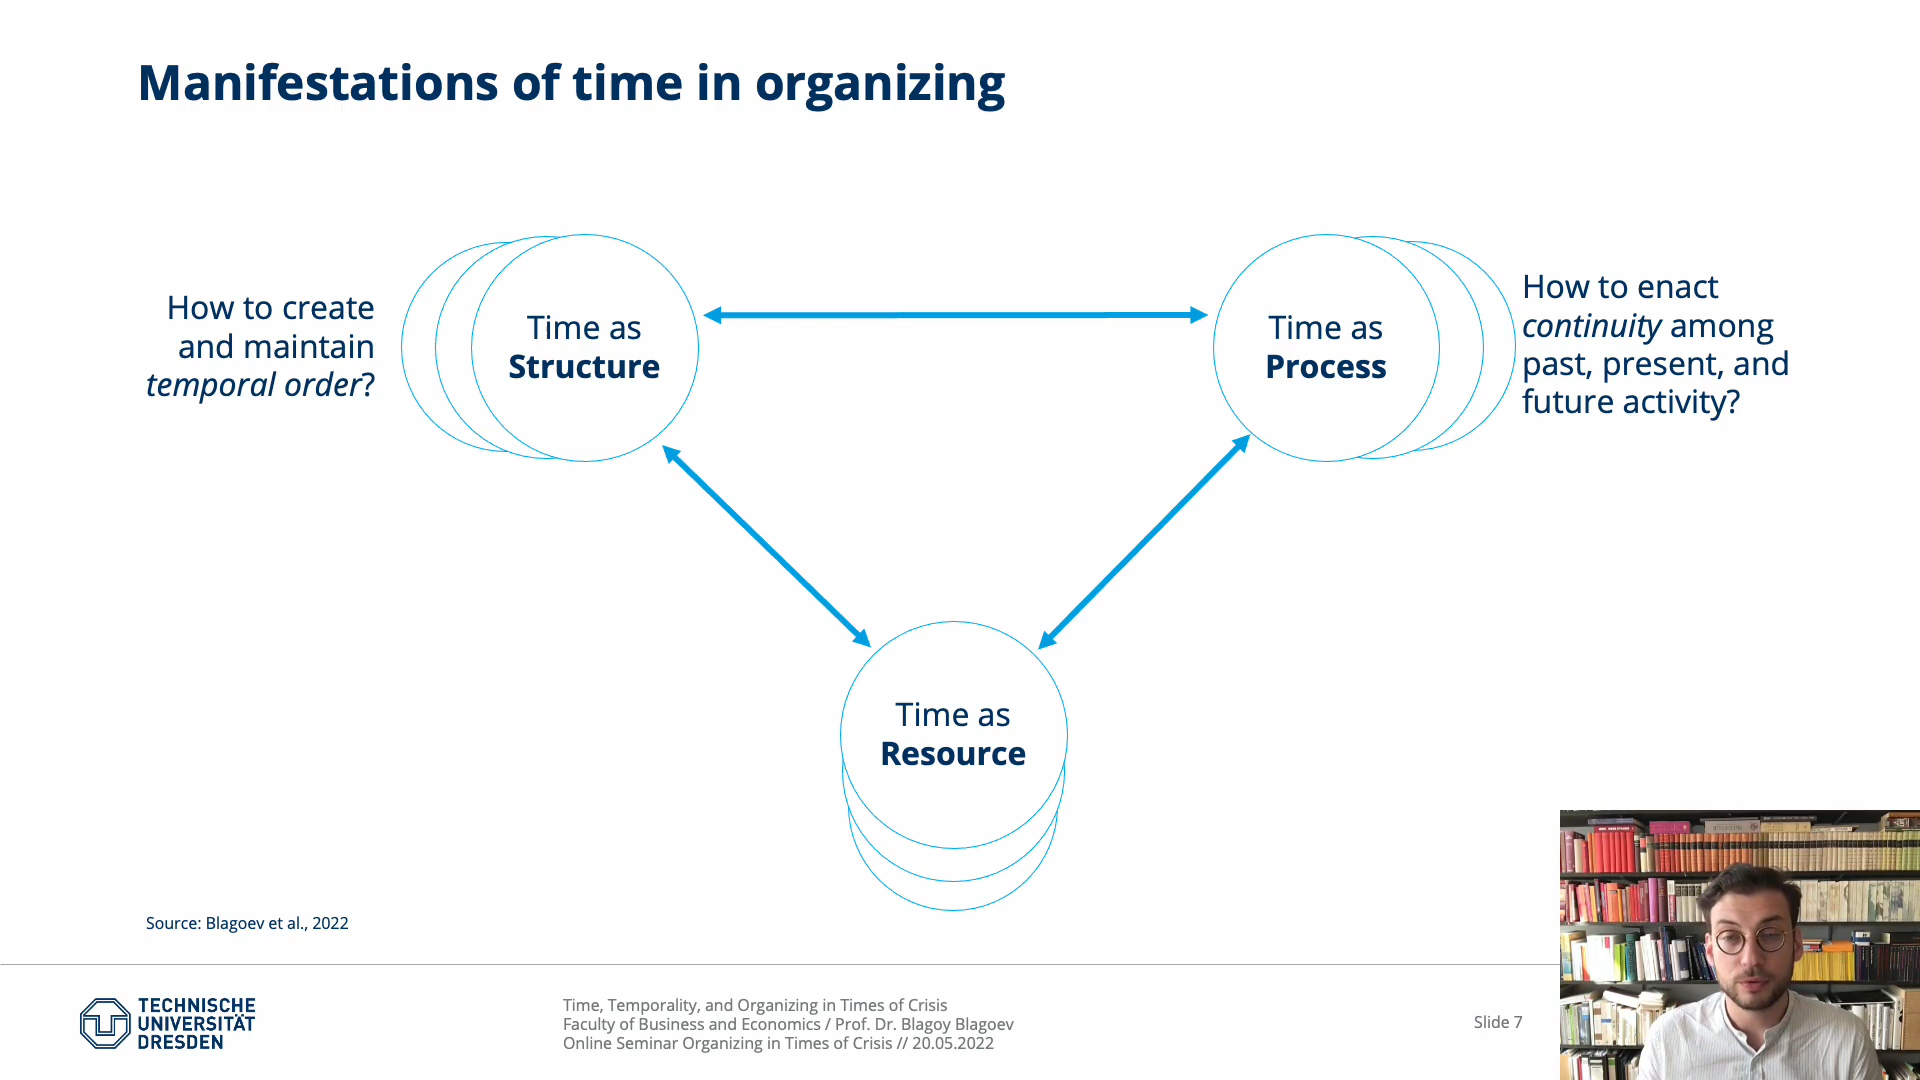 Manifestations of time in organizing
How to create
and maintain
temporal order?
Time as
Structure
Time as
Process
How to enact
continuity among
past, present, and
future activity?
Time as
Resource
Source: Blagoev et al., 2022
TECHNISCHE
UNIVERSITÄT
DRESDEN
Time, Temporality, and Organizing in Times of Crisis
Faculty of Business and Economics / Prof. Dr. Blagoy Blagoev
Online Seminar Organizing in Times of Crisis // 20.05.2022
Slide 7